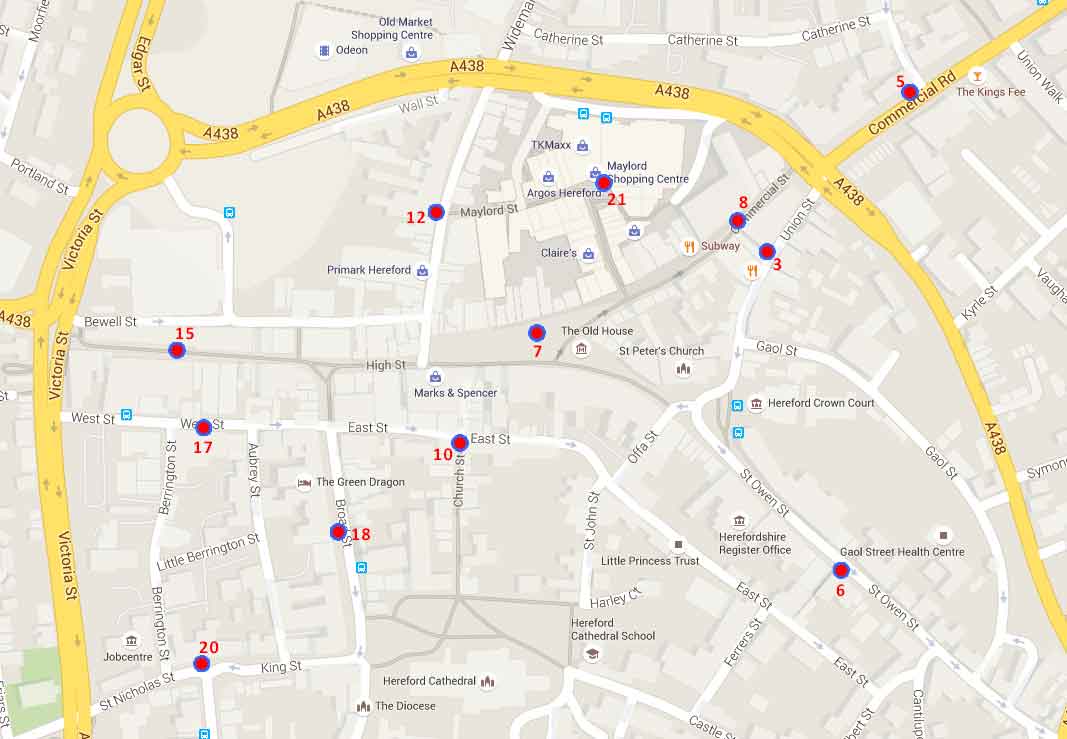 Old Market
Shopping Centre
Odeon
Edgar St
Catherine St
Catherine St
Catherine St
Union Walk
A438
A438
A438
A438
Wall St
5
Commercial Rd
The Kings Fee
Portland St
TKMaxx
Maylord
Shopping Centre
Argos Hereford
21
12
Maylord St
8
Commercial St
A438
Union St
Victoria St
Claire's
Subway
3
Primark Hereford
Kyrle St
A438
Bewell St
15
7
The Old House
High St
St Peter's Church
Gaol St
Victoria St
Marks & Spencer
Hereford Crown Court
West St
West St
17
East St
10
East St
Offa St
A438
Gaol St
Berrington St
Aubrey St
Church St
The Green Dragon
St Owen St
18
St John St
Herefordshire
Register Office
Gaol Street Health Centre
Little Princess Trust
Victoria St
Little Berrington St
6
St Owen St
Berrington St
Harley Ct
East St
Hereford
Cathedral School
Ferrers St
Jobcentre
20
King St
East St
St Nicholas St
Hereford Cathedral
The Diocese
Castle St